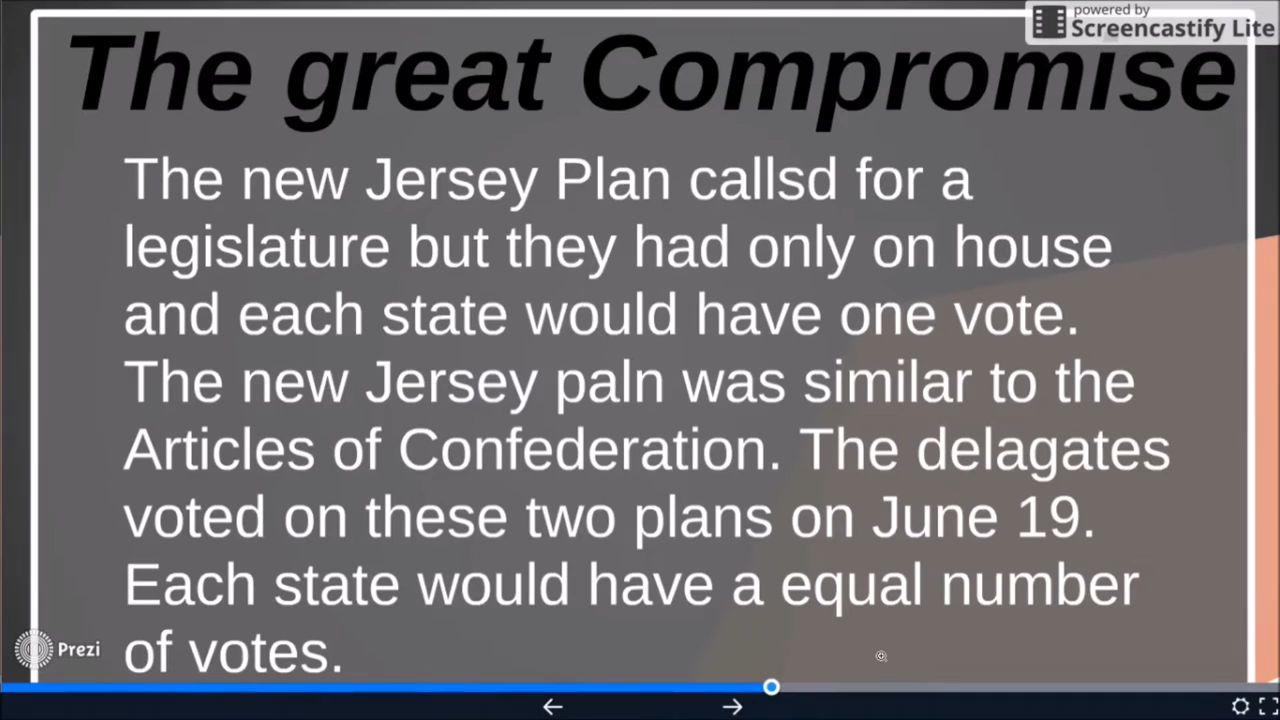 powered by
Screencastify Lite
The great Compromise
The new Jersey Plan callsd for a
legislature but they had only on house
and each state would have one vote.
The new Jersey paln was similar to the
Articles of Confederation. The delagates
voted on these two plans on June 19.
Each state would have a equal number
of votes.
Prezi